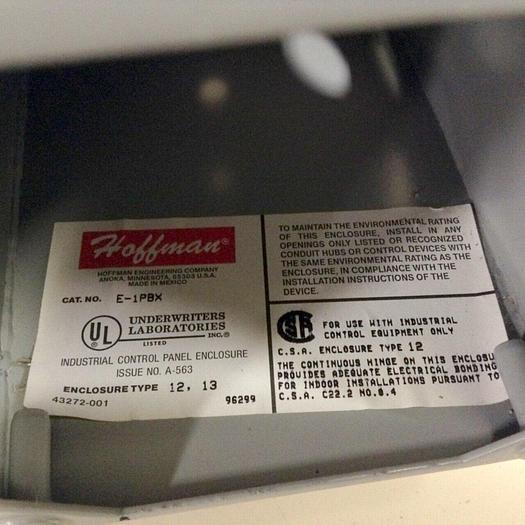 Hoffman®
HOFFMAN ENGINEERING COMPANY
ANOKA, MINNESOTA, 55303 U.S.A.
MADE IN MEXICO
CAT. NO. E-1PBX
UL
LISTED
UNDERWRITERS
LABORATORIES
INC.®
INDUSTRIAL CONTROL PANEL ENCLOSURE
ISSUE NO. A-563
ENCLOSURE TYPE 12, 13
43272-001
96299
TO MAINTAIN THE ENVIRONMENTAL RATING
OF THIS ENCLOSURE, INSTALL IN ANY
OPENINGS ONLY LISTED OR RECOGNIZED
CONDUIT HUBS OR CONTROL DEVICES WITH
THE SAME ENVIRONMENTAL RATING AS THE
ENCLOSURE, IN COMPLIANCE WITH THE
INSTALLATION INSTRUCTIONS OF THE
DEVICE.
FOR USE WITH INDUSTRIAL
CONTROL EQUIPMENT ONLY
C.S.A. ENCLOSURE TYPE 12
THE CONTINUOUS HINGE ON THIS ENCLOSU
PROVIDES ADEQUATE ELECTRICAL BONDING
FOR INDOOR INSTALLATIONS PURSUANT TO
C.S.A. C22.2 NO.0.4